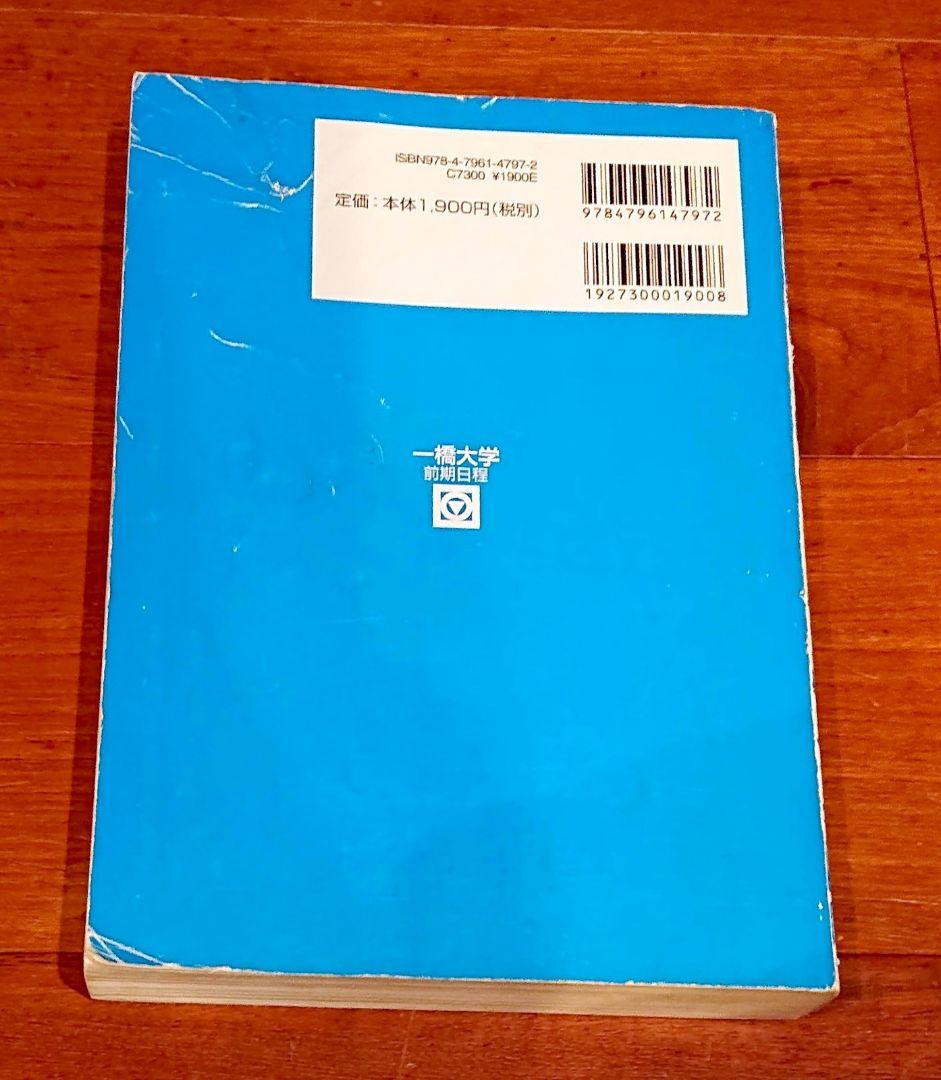 ISBN978-4-7961-4797-2
C7300 ¥1900E
定価：本体1,900円（税別）
9784796147972
1927300019008
一橋大学
前期日程